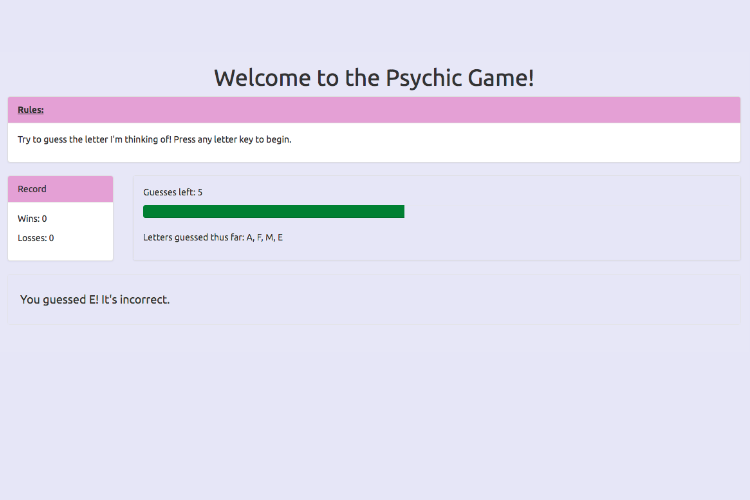 Welcome to the Psychic Game!
Rules:
Try to guess the letter I'm thinking of! Press any letter key to begin.
Record
Wins: 0
Losses: 0
Guesses left: 5
Letters guessed thus far: A, F, M, E
You guessed E! It's incorrect.